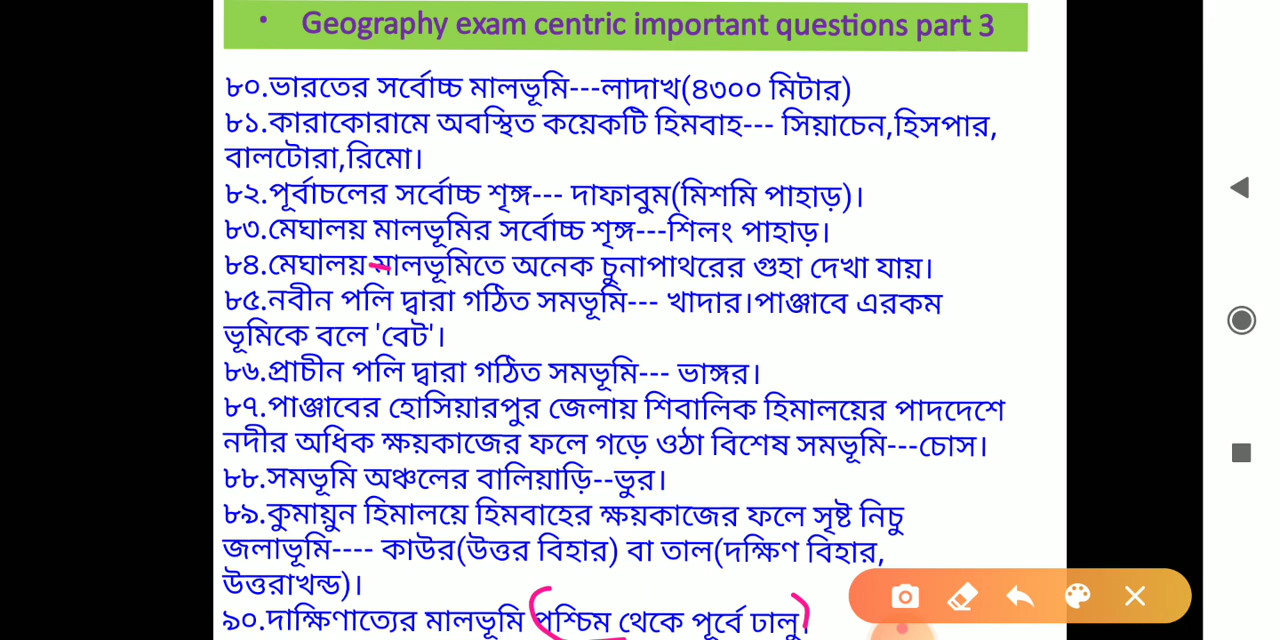 • Geography exam centric important questions part 3
৮০.ভারতের সর্বোচ্চ মালভূমি---লাদাখ(৪৩০০ মিটার)
৮১.কারাকোরামে অবস্থিত কয়েকটি হিমবাহ--- সিয়াচেন,হিসপার,
বালটোরা,রিমো।
৮২.পূর্বাচলের সর্বোচ্চ শৃঙ্গ--- দাফাবুম(মিশমি পাহাড়)।
৮৩.মেঘালয় মালভূমির সর্বোচ্চ শৃঙ্গ---শিলং পাহাড়।
৮৪.মেঘালয় মালভূমিতে অনেক চুনাপাথরের গুহা দেখা যায়।
৮৫.নবীন পলি দ্বারা গঠিত সমভূমি--- খাদার।পাঞ্জাবে এরকম
ভূমিকে বলে 'বেট'।
৮৬.প্রাচীন পলি দ্বারা গঠিত সমভূমি--- ভাঙ্গর।
৮৭.পাঞ্জাবের হোসিয়ারপুর জেলায় শিবালিক হিমালয়ের পাদদেশে
নদীর অধিক ক্ষয়কাজের ফলে গড়ে ওঠা বিশেষ সমভূমি---চোস।
৮৮.সমভূমি অঞ্চলের বালিয়াড়ি--ভুর।
৮৯.কুমায়ুন হিমালয়ে হিমবাহের ক্ষয়কাজের ফলে সৃষ্ট নিচু
জলাভূমি---- কাউর(উত্তর বিহার) বা তাল(দক্ষিণ বিহার,
উত্তরাখন্ড)।
৯০.দাক্ষিণাত্যের মালভূমি পশ্চিম থেকে পূর্বে ঢালু।